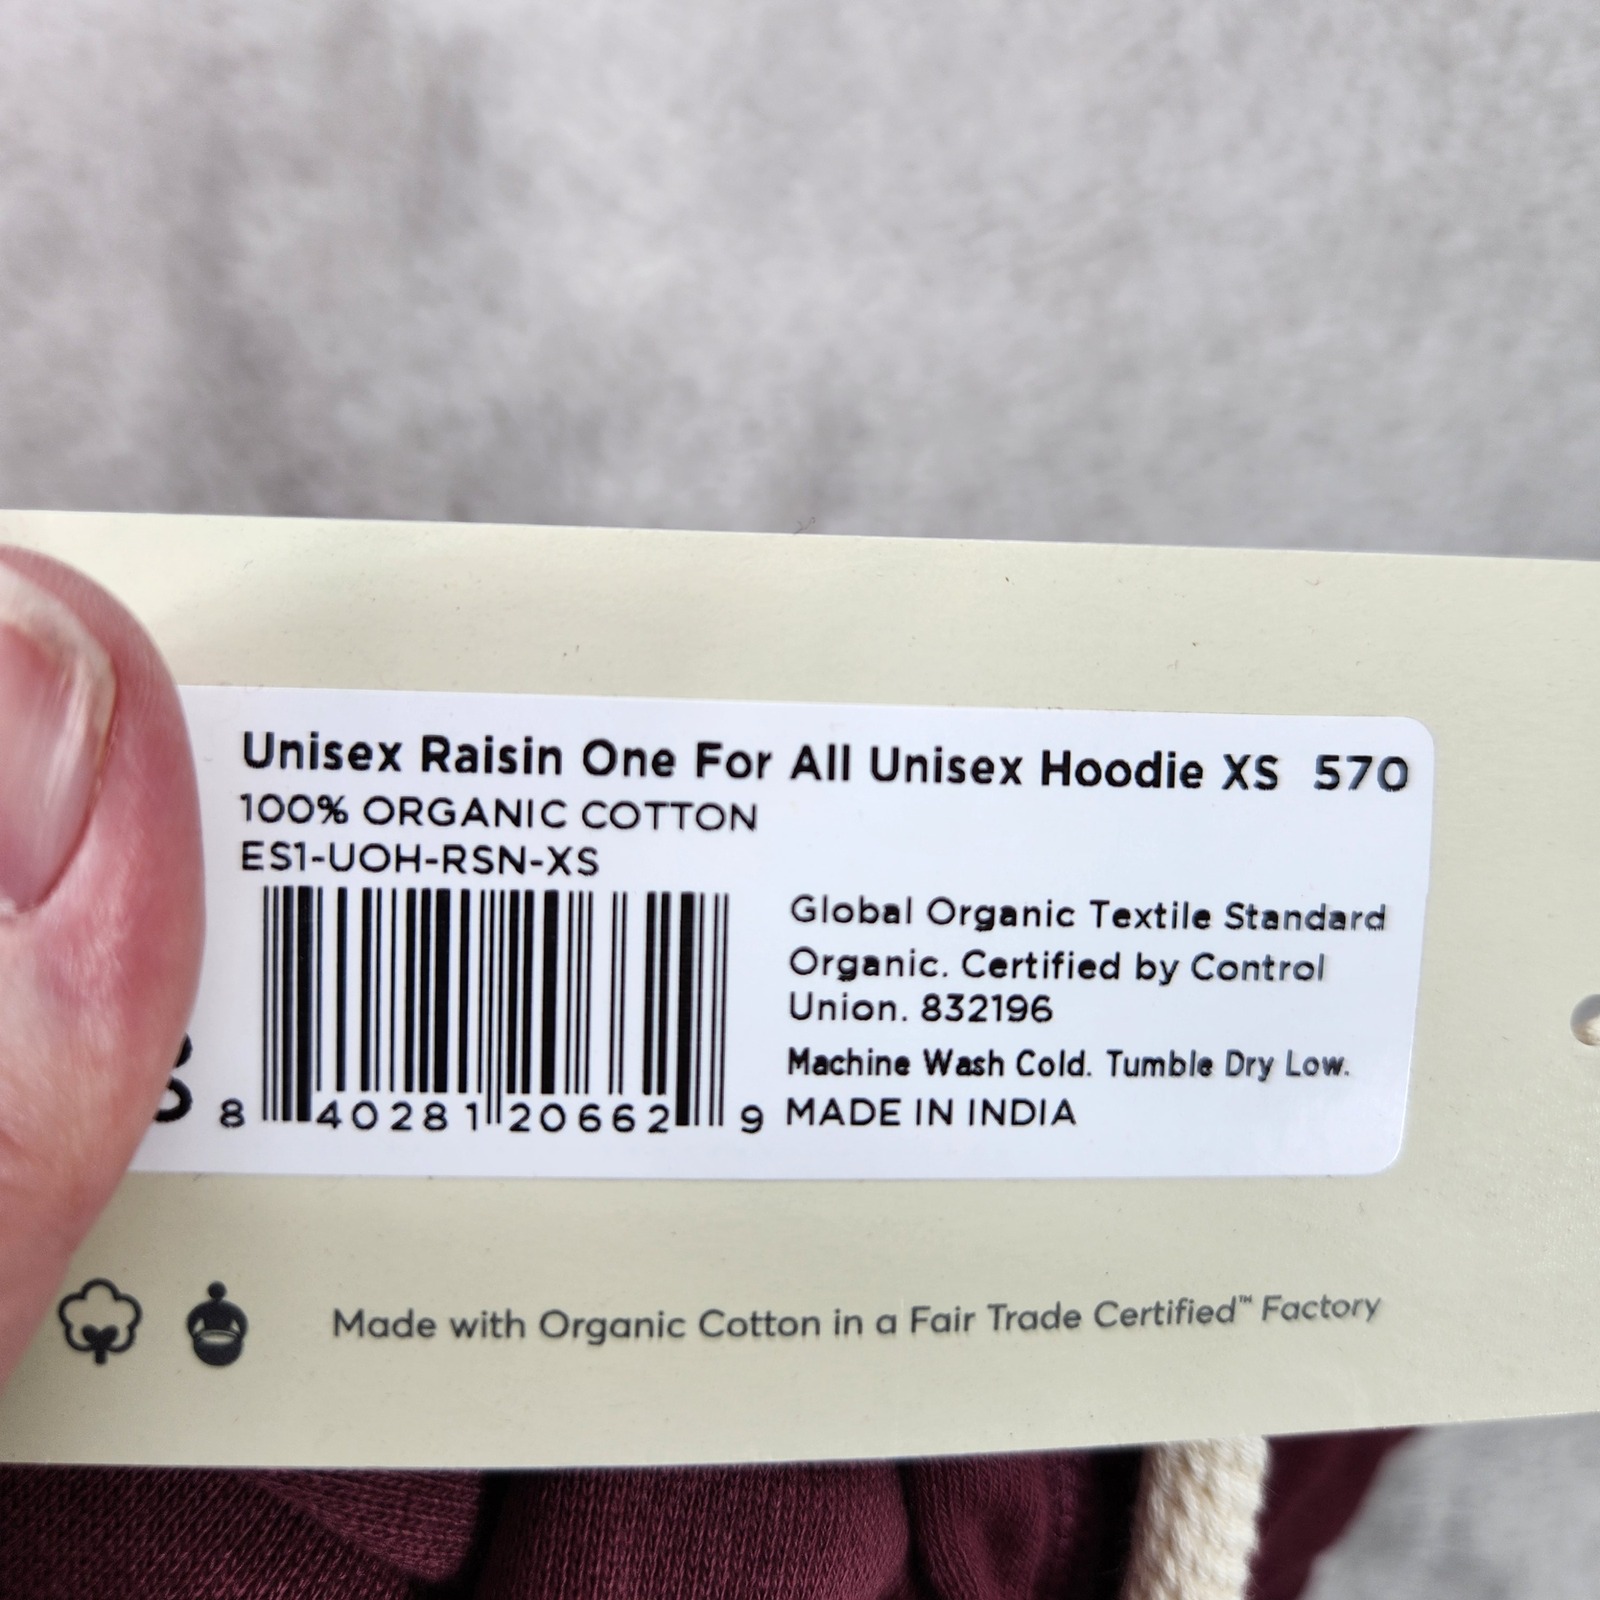 Unisex Raisin One For All Unisex Hoodie XS 570
100% ORGANIC COTTON
ES1-UOH-RSN-XS
8 40281 20662 9
Global Organic Textile Standard
Organic. Certified by Control
Union. 832196
Machine Wash Cold. Tumble Dry Low.
MADE IN INDIA
Made with Organic Cotton in a Fair Trade Certified™ Factory